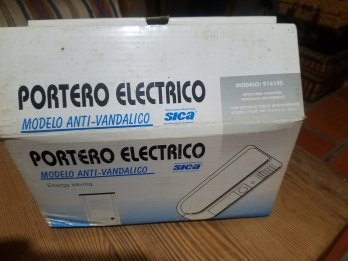 PORTERO ELECTRICO
MODELO ANTI-VANDALICO
sica
MODELO: 916185
PORTERO ELECTRICO
MODELO ANTI-VANDALICO
sica
Energy saving